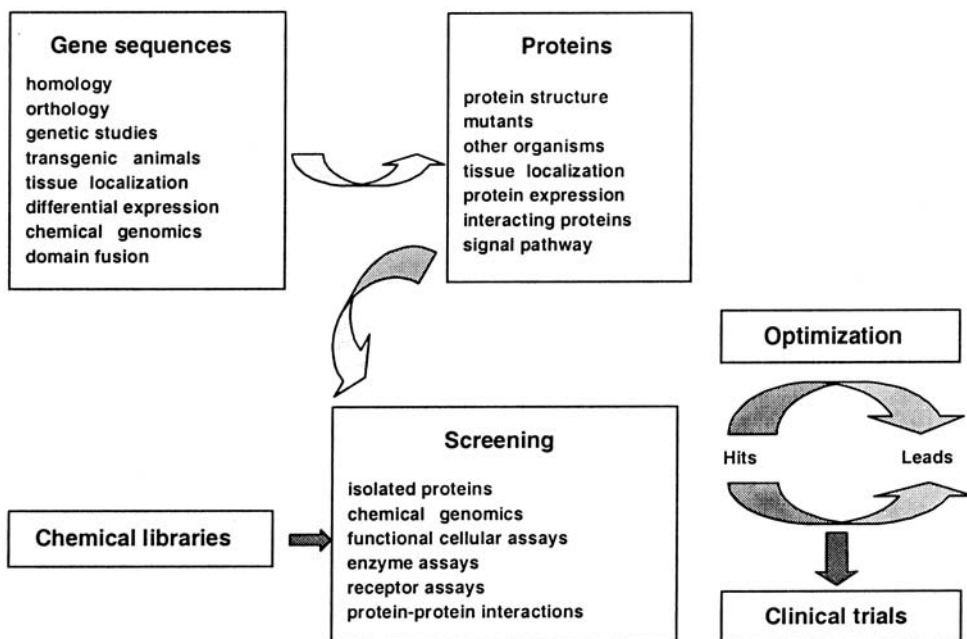 Gene sequences
homology
orthology
genetic studies
transgenic animals
tissue localization
differential expression
chemical genomics
domain fusion
Proteins
protein structure
mutants
other organisms
tissue localization
protein expression
interacting proteins
signal pathway
Chemical libraries
Screening
isolated proteins
chemical genomics
functional cellular assays
enzyme assays
receptor assays
protein-protein interactions
Optimization
Hits
Leads
Clinical trials